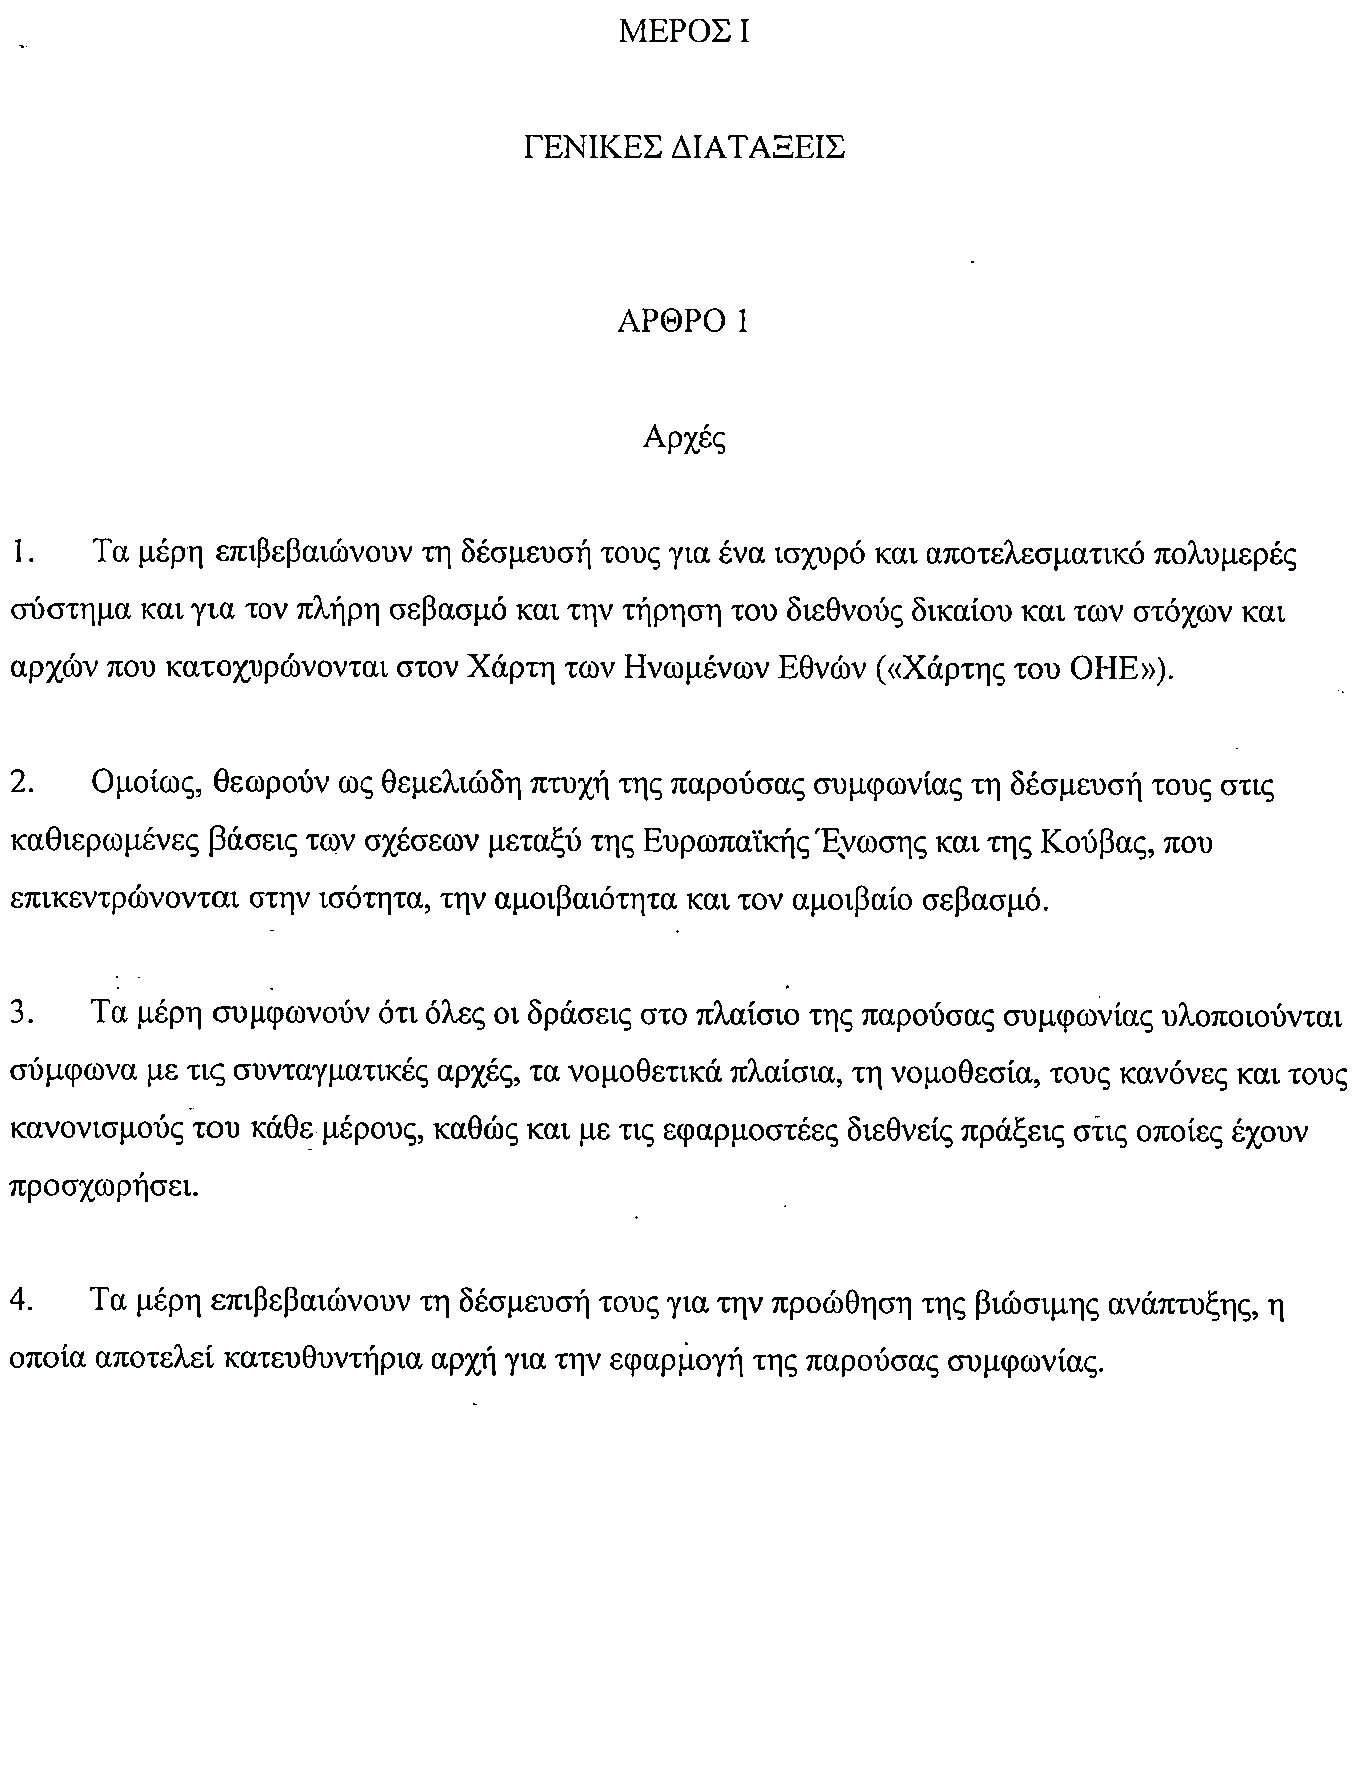 ΜΕΡΟΣ Ι
ΓΕΝΙΚΕΣ ΔΙΑΤΑΞΕΙΣ
ΑΡΘΡΟ 1
Αρχές
1. Τα μέρη επιβεβαιώνουν τη δέσμευσή τους για ένα ισχυρό και αποτελεσματικό πολυμερές
σύστημα και για τον πλήρη σεβασμό και την τήρηση του διεθνούς δικαίου και των στόχων και
αρχών που κατοχυρώνονται στον Χάρτη των Ηνωμένων Εθνών («Χάρτης του ΟΗΕ»).
2. Ομοίως, θεωρούν ως θεμελιώδη πτυχή της παρούσας συμφωνίας τη δέσμευσή τους στις
καθιερωμένες βάσεις των σχέσεων μεταξύ της Ευρωπαϊκής Ένωσης και της Κούβας, που
επικεντρώνονται στην ισότητα, την αμοιβαιότητα και τον αμοιβαίο σεβασμό.
3. Τα μέρη συμφωνούν ότι όλες οι δράσεις στο πλαίσιο της παρούσας συμφωνίας υλοποιούνται
σύμφωνα με τις συνταγματικές αρχές, τα νομοθετικά πλαίσια, τη νομοθεσία, τους κανόνες και τους
κανονισμούς του κάθε μέρους, καθώς και με τις εφαρμοστέες διεθνείς πράξεις στις οποίες έχουν
προσχωρήσει.
4. Τα μέρη επιβεβαιώνουν τη δέσμευσή τους για την προώθηση της βιώσιμης ανάπτυξης, η
οποία αποτελεί κατευθυντήρια αρχή για την εφαρμογή της παρούσας συμφωνίας.